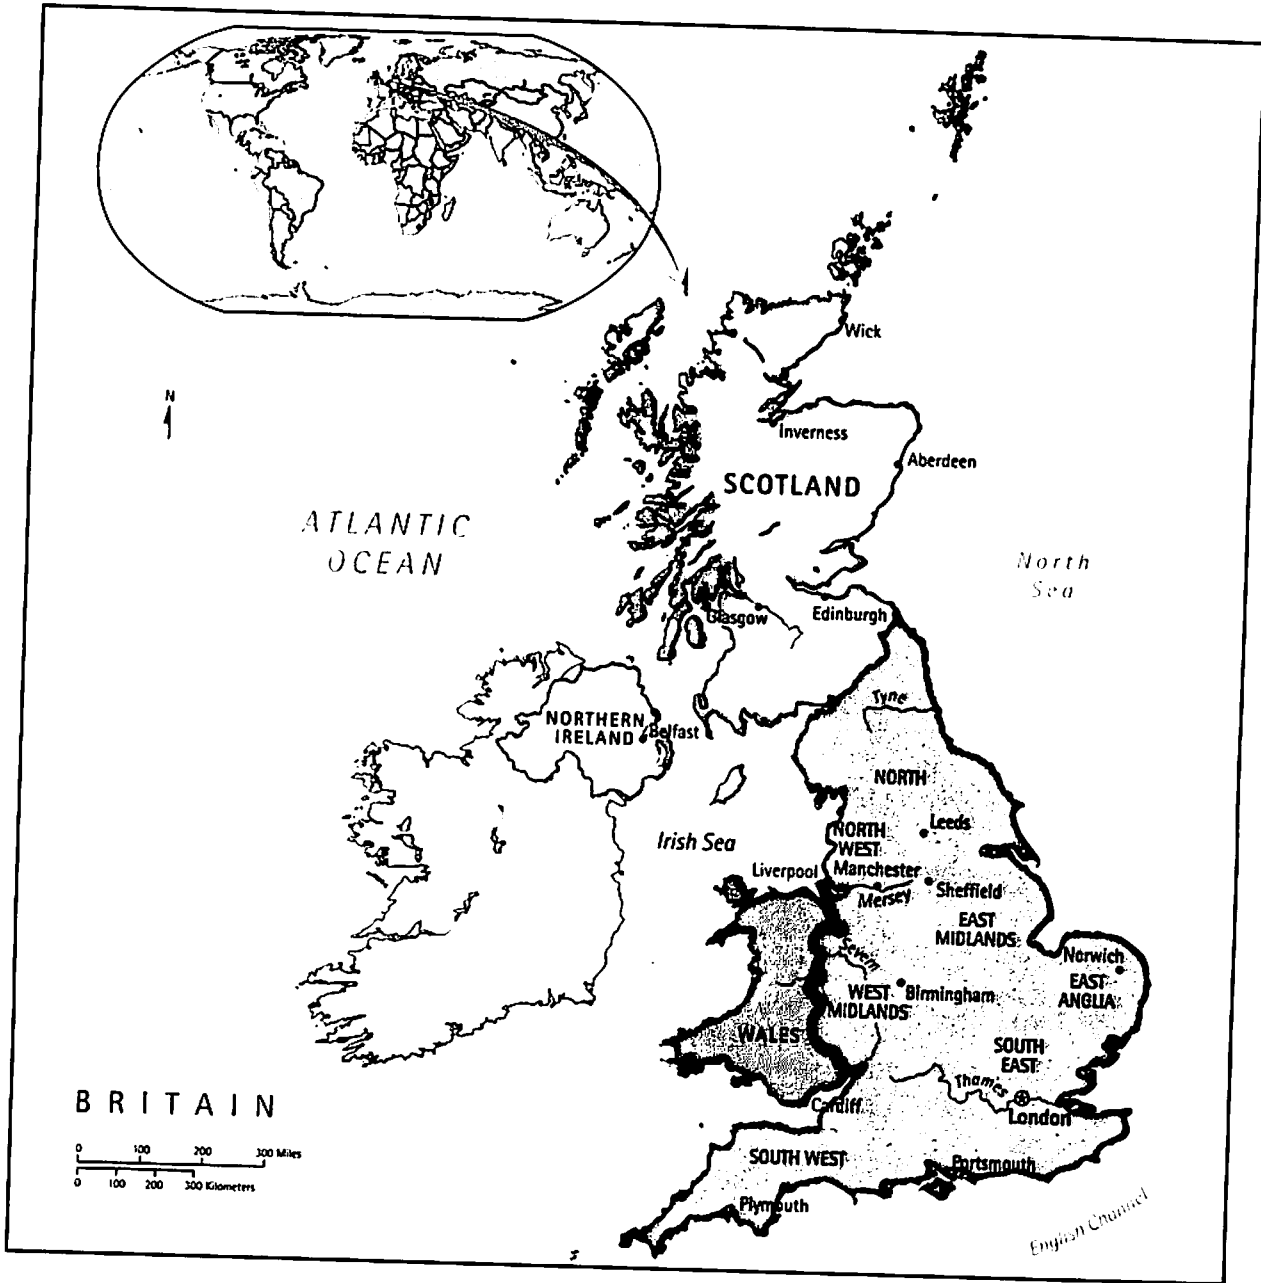 N
Wick
Inverness
Aberdeen
SCOTLAND
ATLANTIC
OCEAN
North
Sea
Glasgow
Edinburgh
Tyne
NORTHERN
IRELAND
Belfast
NORTH
Leeds
NORTH
WEST
Irish Sea
Liverpool
Manchester
Mersey
Sheffield
EAST
MIDLANDS
Severn
Norwich
EAST
ANGLIA
WEST
MIDLANDS
Birmingham
WALES
SOUTH
EAST
Thames
London
Cardiff
BRITAIN
0 100 200 300 Miles
0 100 200 300 Kilometers
SOUTH WEST
Portsmouth
Plymouth
English Channel